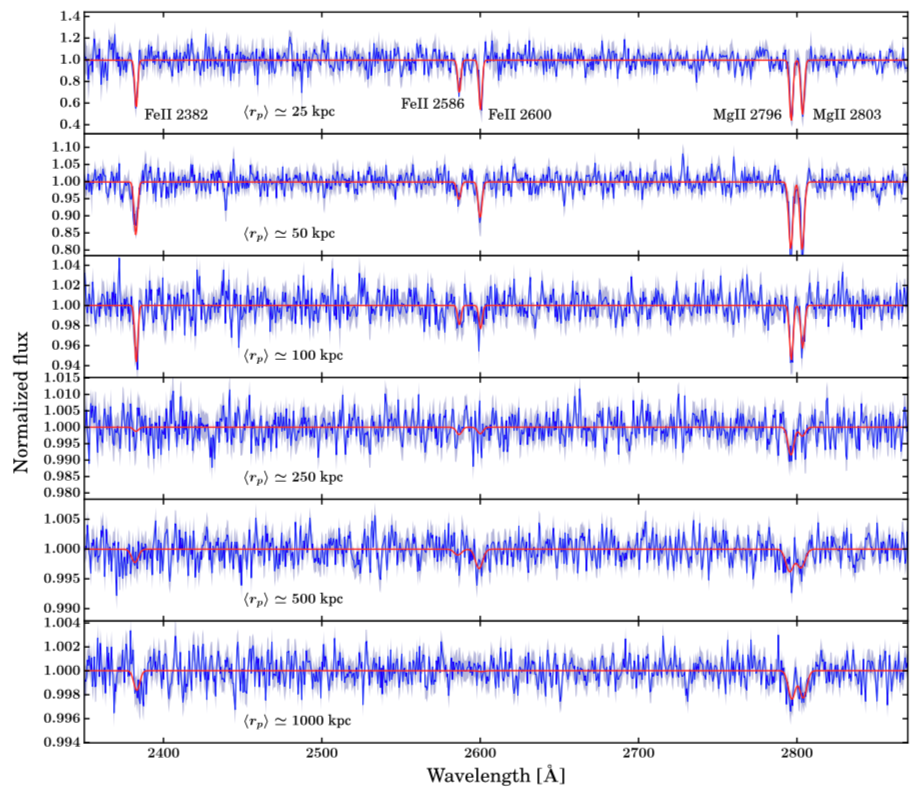 1.4
1.2
1.0
0.8
0.6
0.4
FeII 2382
⟨r_p⟩ ≃ 25 kpc
FeII 2586
FeII 2600
MgII 2796
MgII 2803
1.10
1.05
1.00
0.95
0.90
0.85
0.80
⟨r_p⟩ ≃ 50 kpc
1.04
1.02
1.00
0.98
0.96
0.94
⟨r_p⟩ ≃ 100 kpc
Normalized flux
1.015
1.010
1.005
1.000
0.995
0.990
0.985
0.980
⟨r_p⟩ ≃ 250 kpc
1.005
1.000
0.995
0.990
⟨r_p⟩ ≃ 500 kpc
1.004
1.002
1.000
0.998
0.996
0.994
⟨r_p⟩ ≃ 1000 kpc
2400 2500 2600 2700 2800
Wavelength [Å]